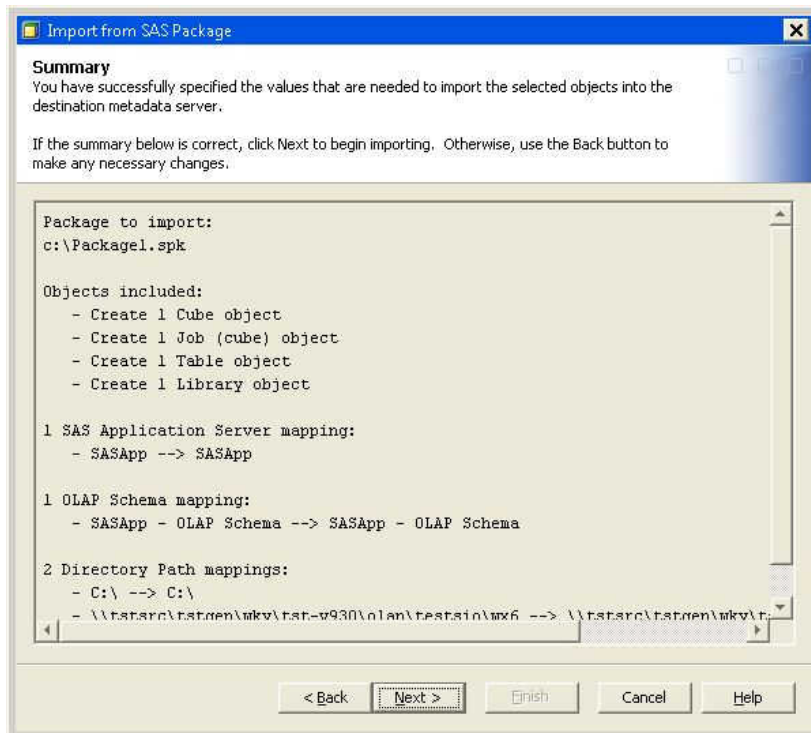 Import from SAS Package
Summary
You have successfully specified the values that are needed to import the selected objects into the
destination metadata server.
If the summary below is correct, click Next to begin importing. Otherwise, use the Back button to
make any necessary changes.
Package to import:
c:\Package1.spk
Objects included:
- Create 1 Cube object
- Create 1 Job (cube) object
- Create 1 Table object
- Create 1 Library object
1 SAS Application Server mapping:
- SASApp --> SASApp
1 OLAP Schema mapping:
- SASApp - OLAP Schema --> SASApp - OLAP Schema
2 Directory Path mappings:
- C:\ --> C:\
-  -->
< Back Next > Finish Cancel Help